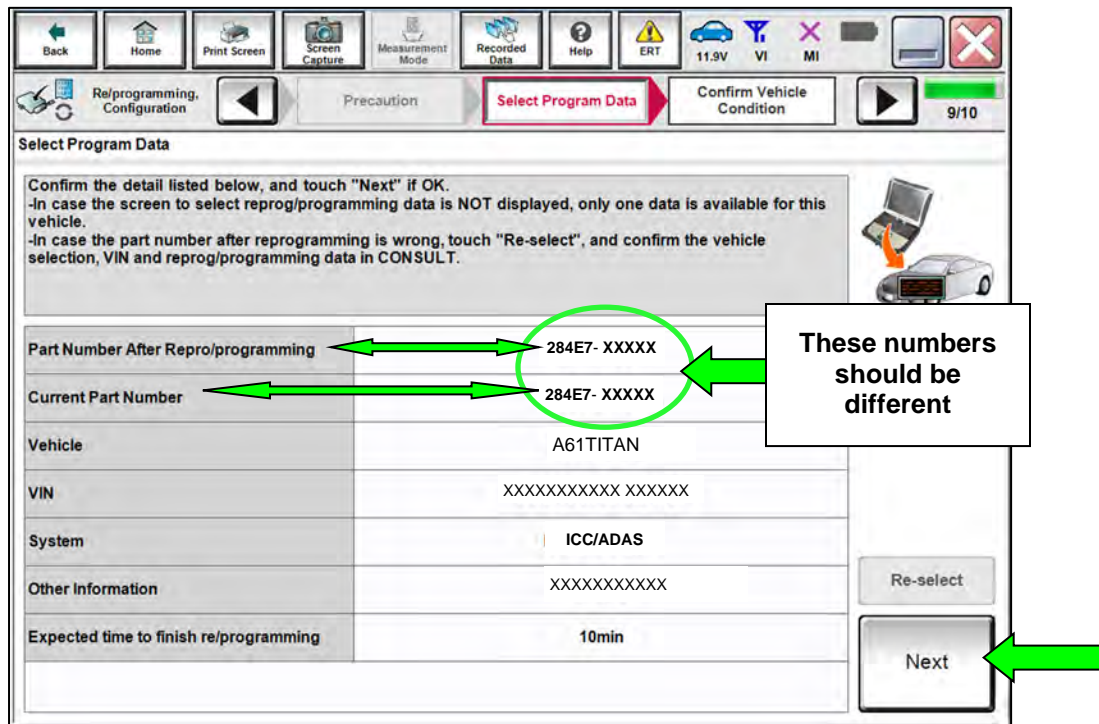 Back
Home
Print Screen
Screen
Capture
Measurement
Mode
Recorded
Data
Help
ERT
11.9V
VI
MI
Re/programming,
Configuration
Precaution
Select Program Data
Confirm Vehicle
Condition
9/10
Select Program Data
Confirm the detail listed below, and touch "Next" if OK.
-In case the screen to select reprog/programming data is NOT displayed, only one data is available for this
vehicle.
-In case the part number after reprogramming is wrong, touch "Re-select", and confirm the vehicle
selection, VIN and reprog/programming data in CONSULT.
Part Number After Repro/programming
284E7- XXXXX
Current Part Number
284E7- XXXXX
These numbers
should be
different
Vehicle
A61TITAN
VIN
XXXXXXXXXXX XXXXXX
System
ICC/ADAS
Other Information
XXXXXXXXXXX
Re-select
Expected time to finish re/programming
10min
Next